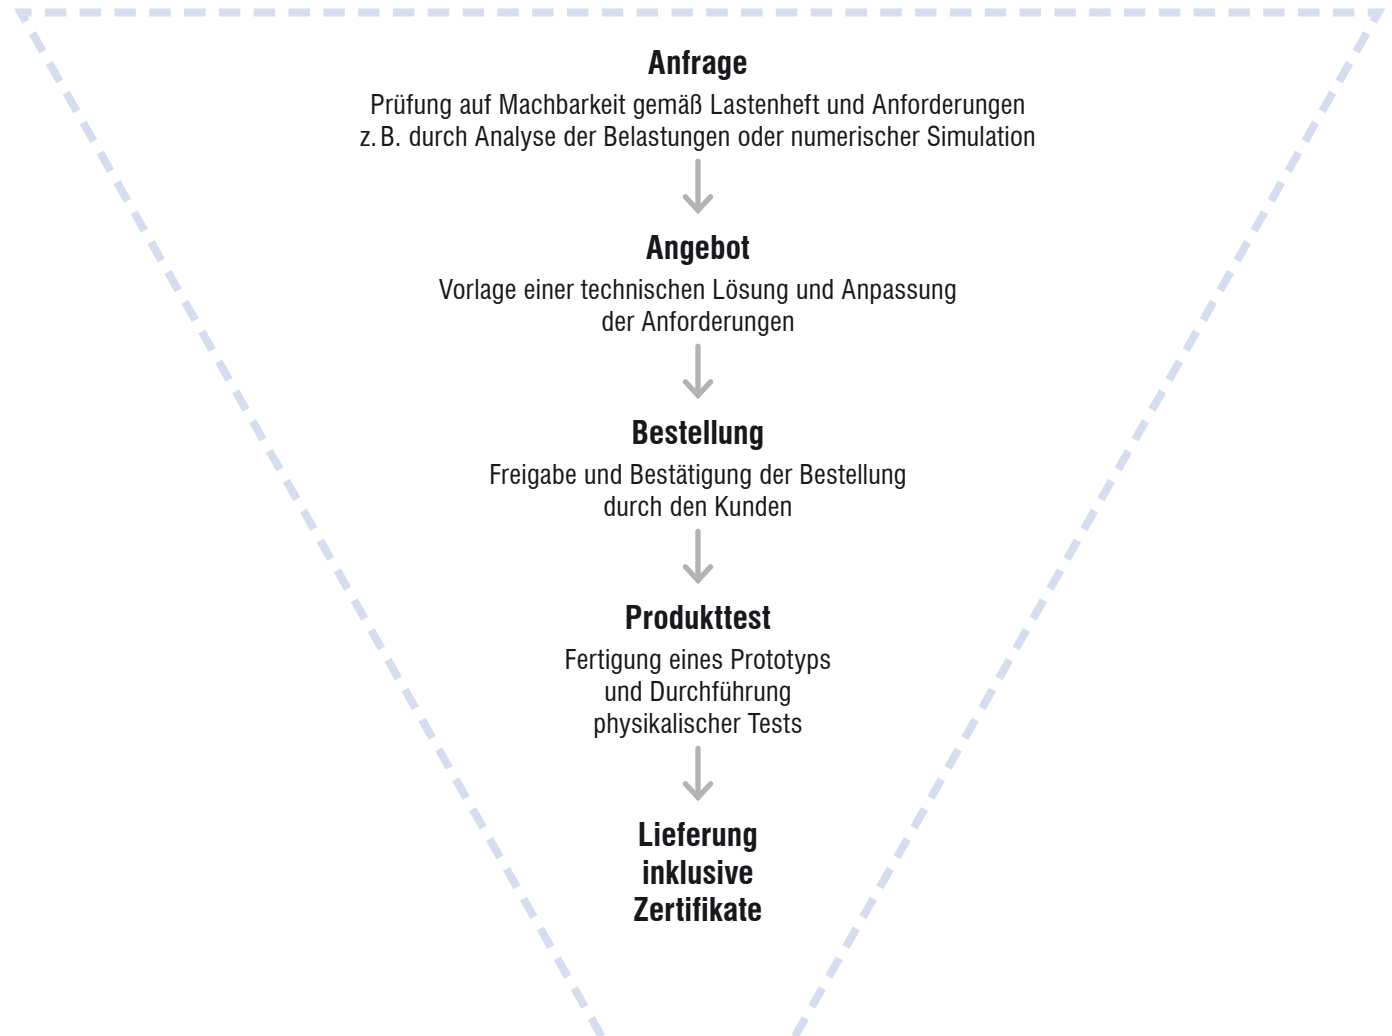 Anfrage
Prüfung auf Machbarkeit gemäß Lastenheft und Anforderungen
z. B. durch Analyse der Belastungen oder numerischer Simulation
Angebot
Vorlage einer technischen Lösung und Anpassung
der Anforderungen
Bestellung
Freigabe und Bestätigung der Bestellung
durch den Kunden
Produkttest
Fertigung eines Prototyps
und Durchführung
physikalischer Tests
Lieferung
inklusive
Zertifikate